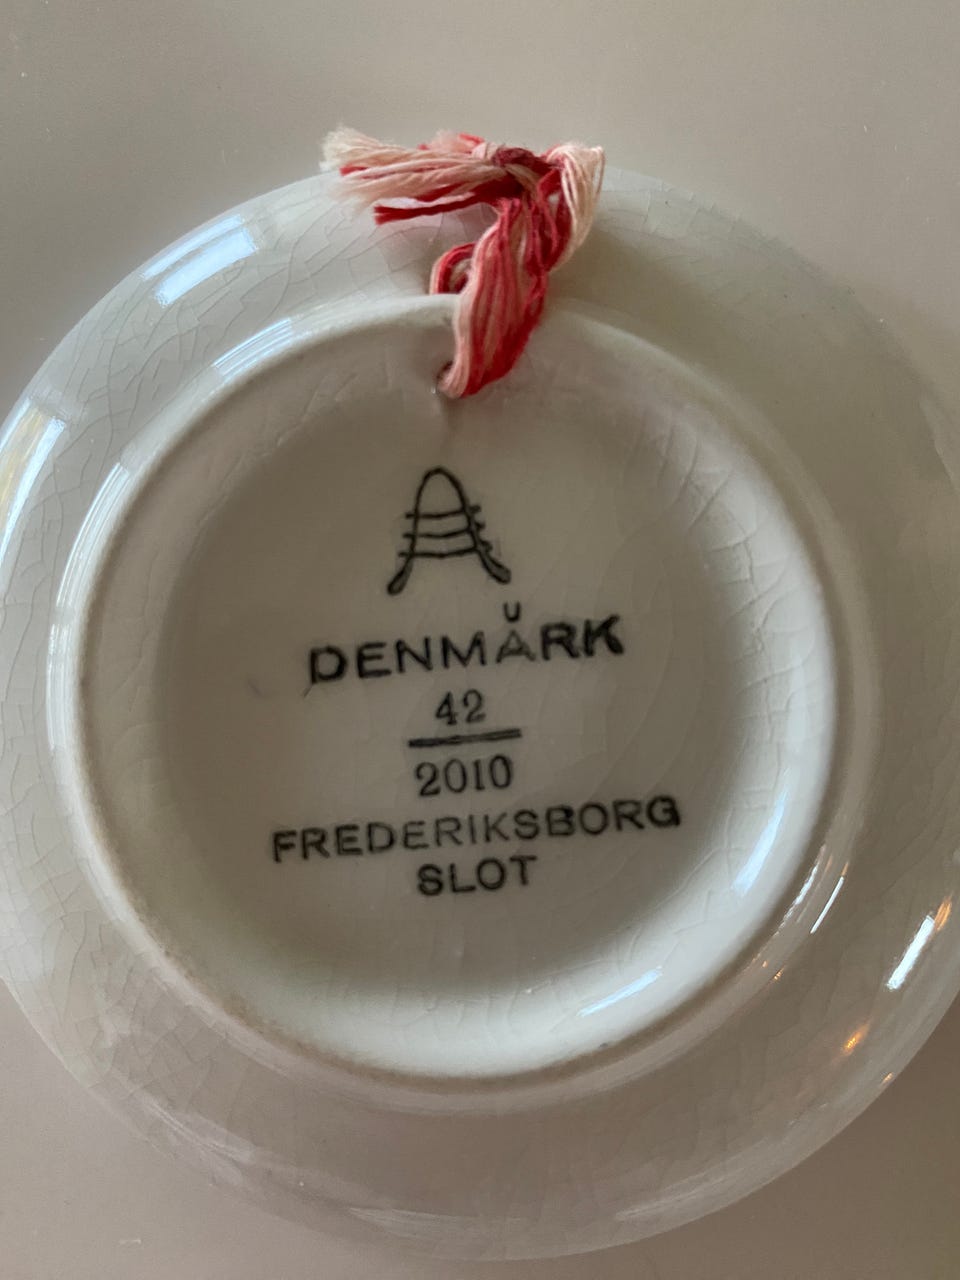 DENMARK
42
2010
FREDERIKSBORG
SLOT